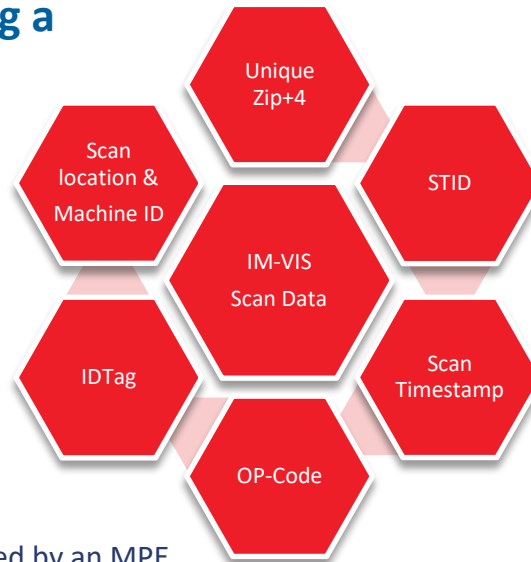 g a
Unique
Zip+4
STID
Scan
Timestamp
OP-Code
IDTag
Scan
location &
Machine ID
IM-VIS
Scan Data
ed by an MPE